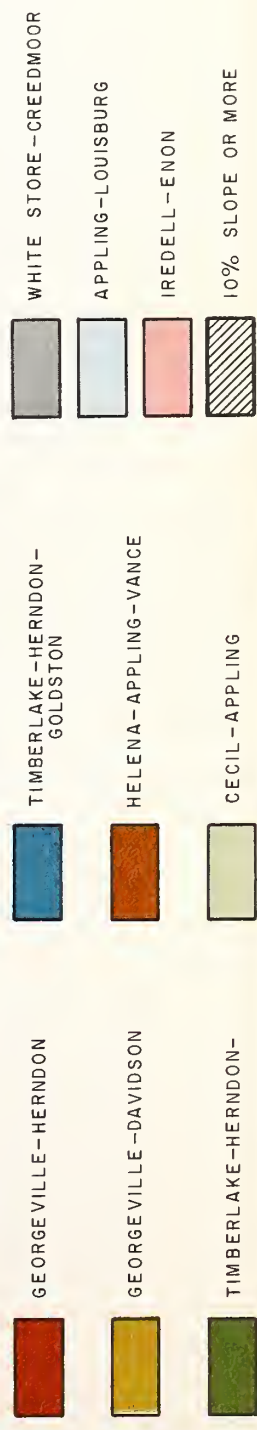 GEORGEVILLE-HERNDON
GEORGEVILLE-DAVIDSON
TIMBERLAKE-HERNDON-
TIMBERLAKE-HERNDON-
GOLDSTON
HELENA-APPLING-VANCE
CECIL-APPLING
WHITE STORE-CREEDMOOR
APPLING-LOUISBURG
IREDELL-ENON
10% SLOPE OR MORE